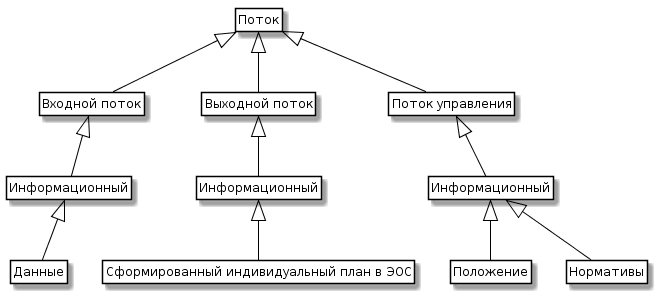 Поток
Входной поток
Выходной поток
Поток управления
Информационный
Информационный
Информационный
Данные
Сформированный индивидуальный план в ЭОС
Положение
Нормативы